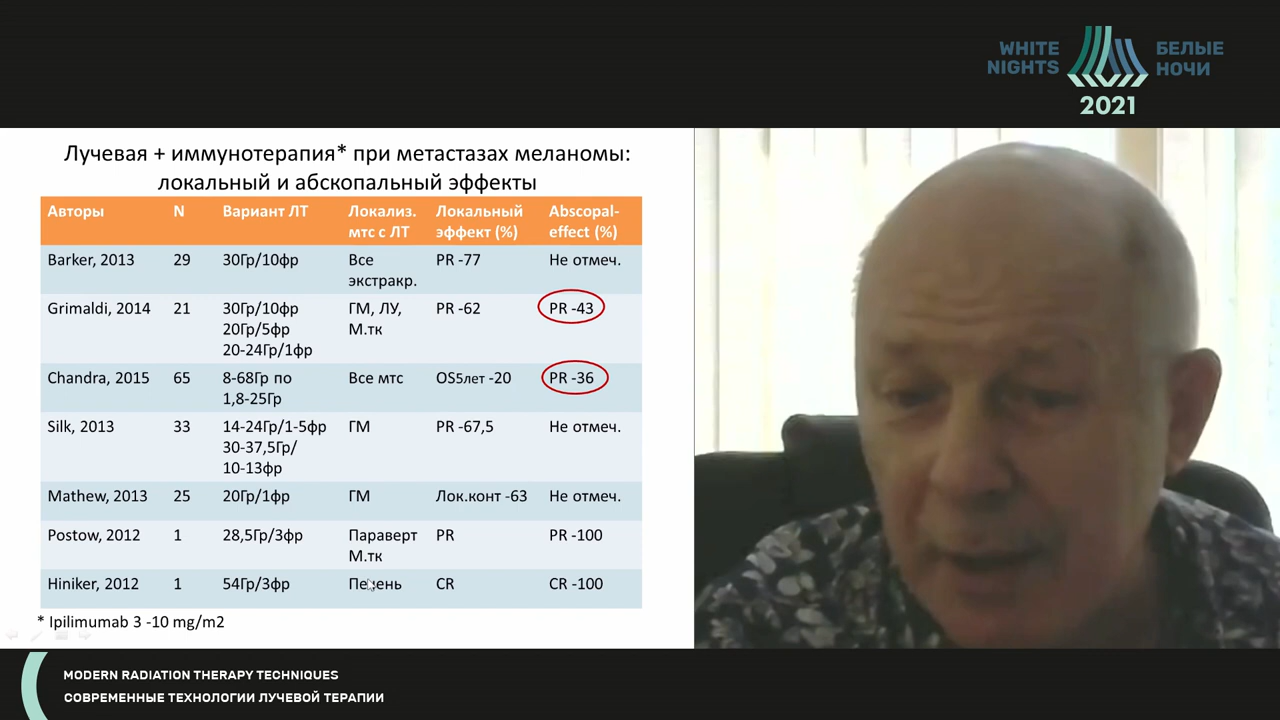 WHITE
NIGHTS
БЕЛЫЕ
НОЧИ
2021
Лучевая + иммунотерапия* при метастазах меланомы:
локальный и абскопальный эффекты
Авторы N Вариант ЛТ Локализ. мтс с ЛТ Локальный эффект (%) Abscopal-effect (%)
Barker, 2013 29 30Гр/10фр Все экстракр. PR -77 Не отмеч.
Grimaldi, 2014 21 30Гр/10фр ГМ, ЛУ, PR -62 PR -43
20Гр/5фр М.тк
20-24Гр/1фр
Chandra, 2015 65 8-68Гр по Все мтс OS5лет -20 PR -36
1,8-25Гр
Silk, 2013 33 14-24Гр/1-5фр ГМ PR -67,5 Не отмеч.
30-37,5Гр/
10-13фр
Mathew, 2013 25 20Гр/1фр ГМ Лок.конт -63 Не отмеч.
Postow, 2012 1 28,5Гр/3фр Параверт PR PR -100
М.тк
Hiniker, 2012 1 54Гр/3фр Печень CR CR -100
* Ipilimumab 3 -10 mg/m2
MODERN RADIATION THERAPY TECHNIQUES
СОВРЕМЕННЫЕ ТЕХНОЛОГИИ ЛУЧЕВОЙ ТЕРАПИИ